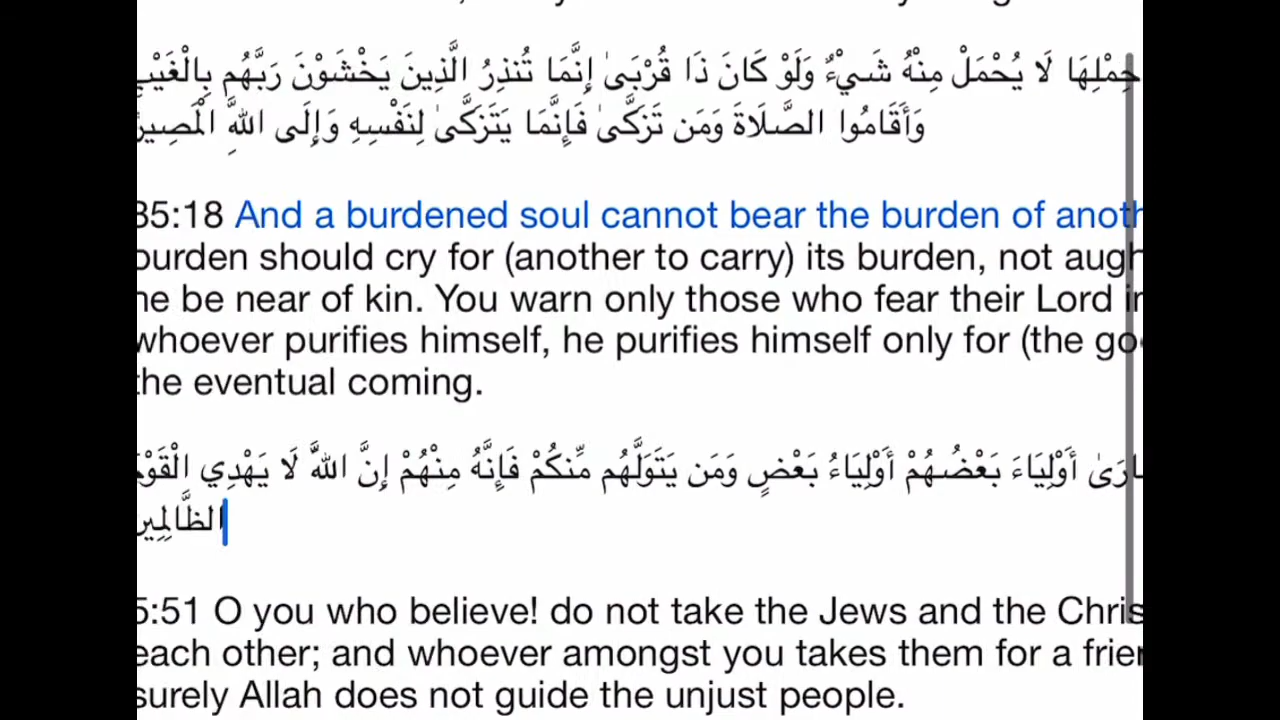 حِمْلِهَا لَا يُحْمَلْ مِنْهُ شَيْءٌ وَلَوْ كَانَ ذَا قُرْبَىٰ إِنَّمَا تُنذِرُ الَّذِينَ يَخْشَوْنَ رَبَّهُم بِالْغَيْبِ
وَأَقَامُوا الصَّلَاةَ وَمَن تَزَكَّىٰ فَإِنَّمَا يَتَزَكَّىٰ لِنَفْسِهِ وَإِلَى اللَّهِ الْمَصِير
35:18 And a burdened soul cannot bear the burden of anoth
burden should cry for (another to carry) its burden, not augh
he be near of kin. You warn only those who fear their Lord in
whoever purifies himself, he purifies himself only for (the go
the eventual coming.
ارَىٰ أَوْلِيَاءَ بَعْضُهُمْ أَوْلِيَاءُ بَعْضٍ وَمَن يَتَوَلَّهُم مِّنكُمْ فَإِنَّهُ مِنْهُمْ إِنَّ اللَّهَ لَا يَهْدِي الْقَوْمَ
الظَّالِمِين
5:51 O you who believe! do not take the Jews and the Chris
each other; and whoever amongst you takes them for a frien
surely Allah does not guide the unjust people.